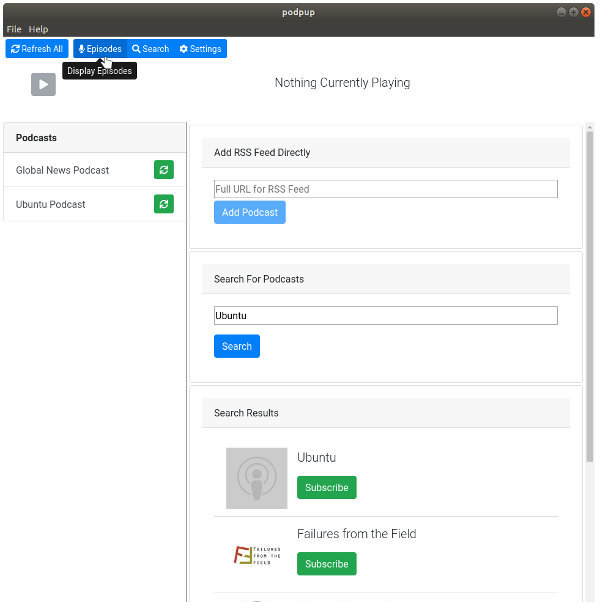 podpup
File Help
Refresh All Episodes Search Settings
Display Episodes
Nothing Currently Playing
Podcasts
Global News Podcast
Ubuntu Podcast
Add RSS Feed Directly
Full URL for RSS Feed
Add Podcast
Search For Podcasts
Ubuntu
Search
Search Results
Ubuntu
Subscribe
Failures from the Field
FAILURES
FROM THE
FIELD
Subscribe